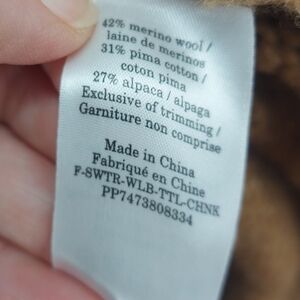 42% merino wool /
laine de merinos
31% pima cotton /
coton pima
27% alpaca / alpaga
Exclusive of trimming /
Garniture non comprise
Made in China
Fabriqué en Chine
F-8WTR-WLB-TTL-CHNK
PP7473808334